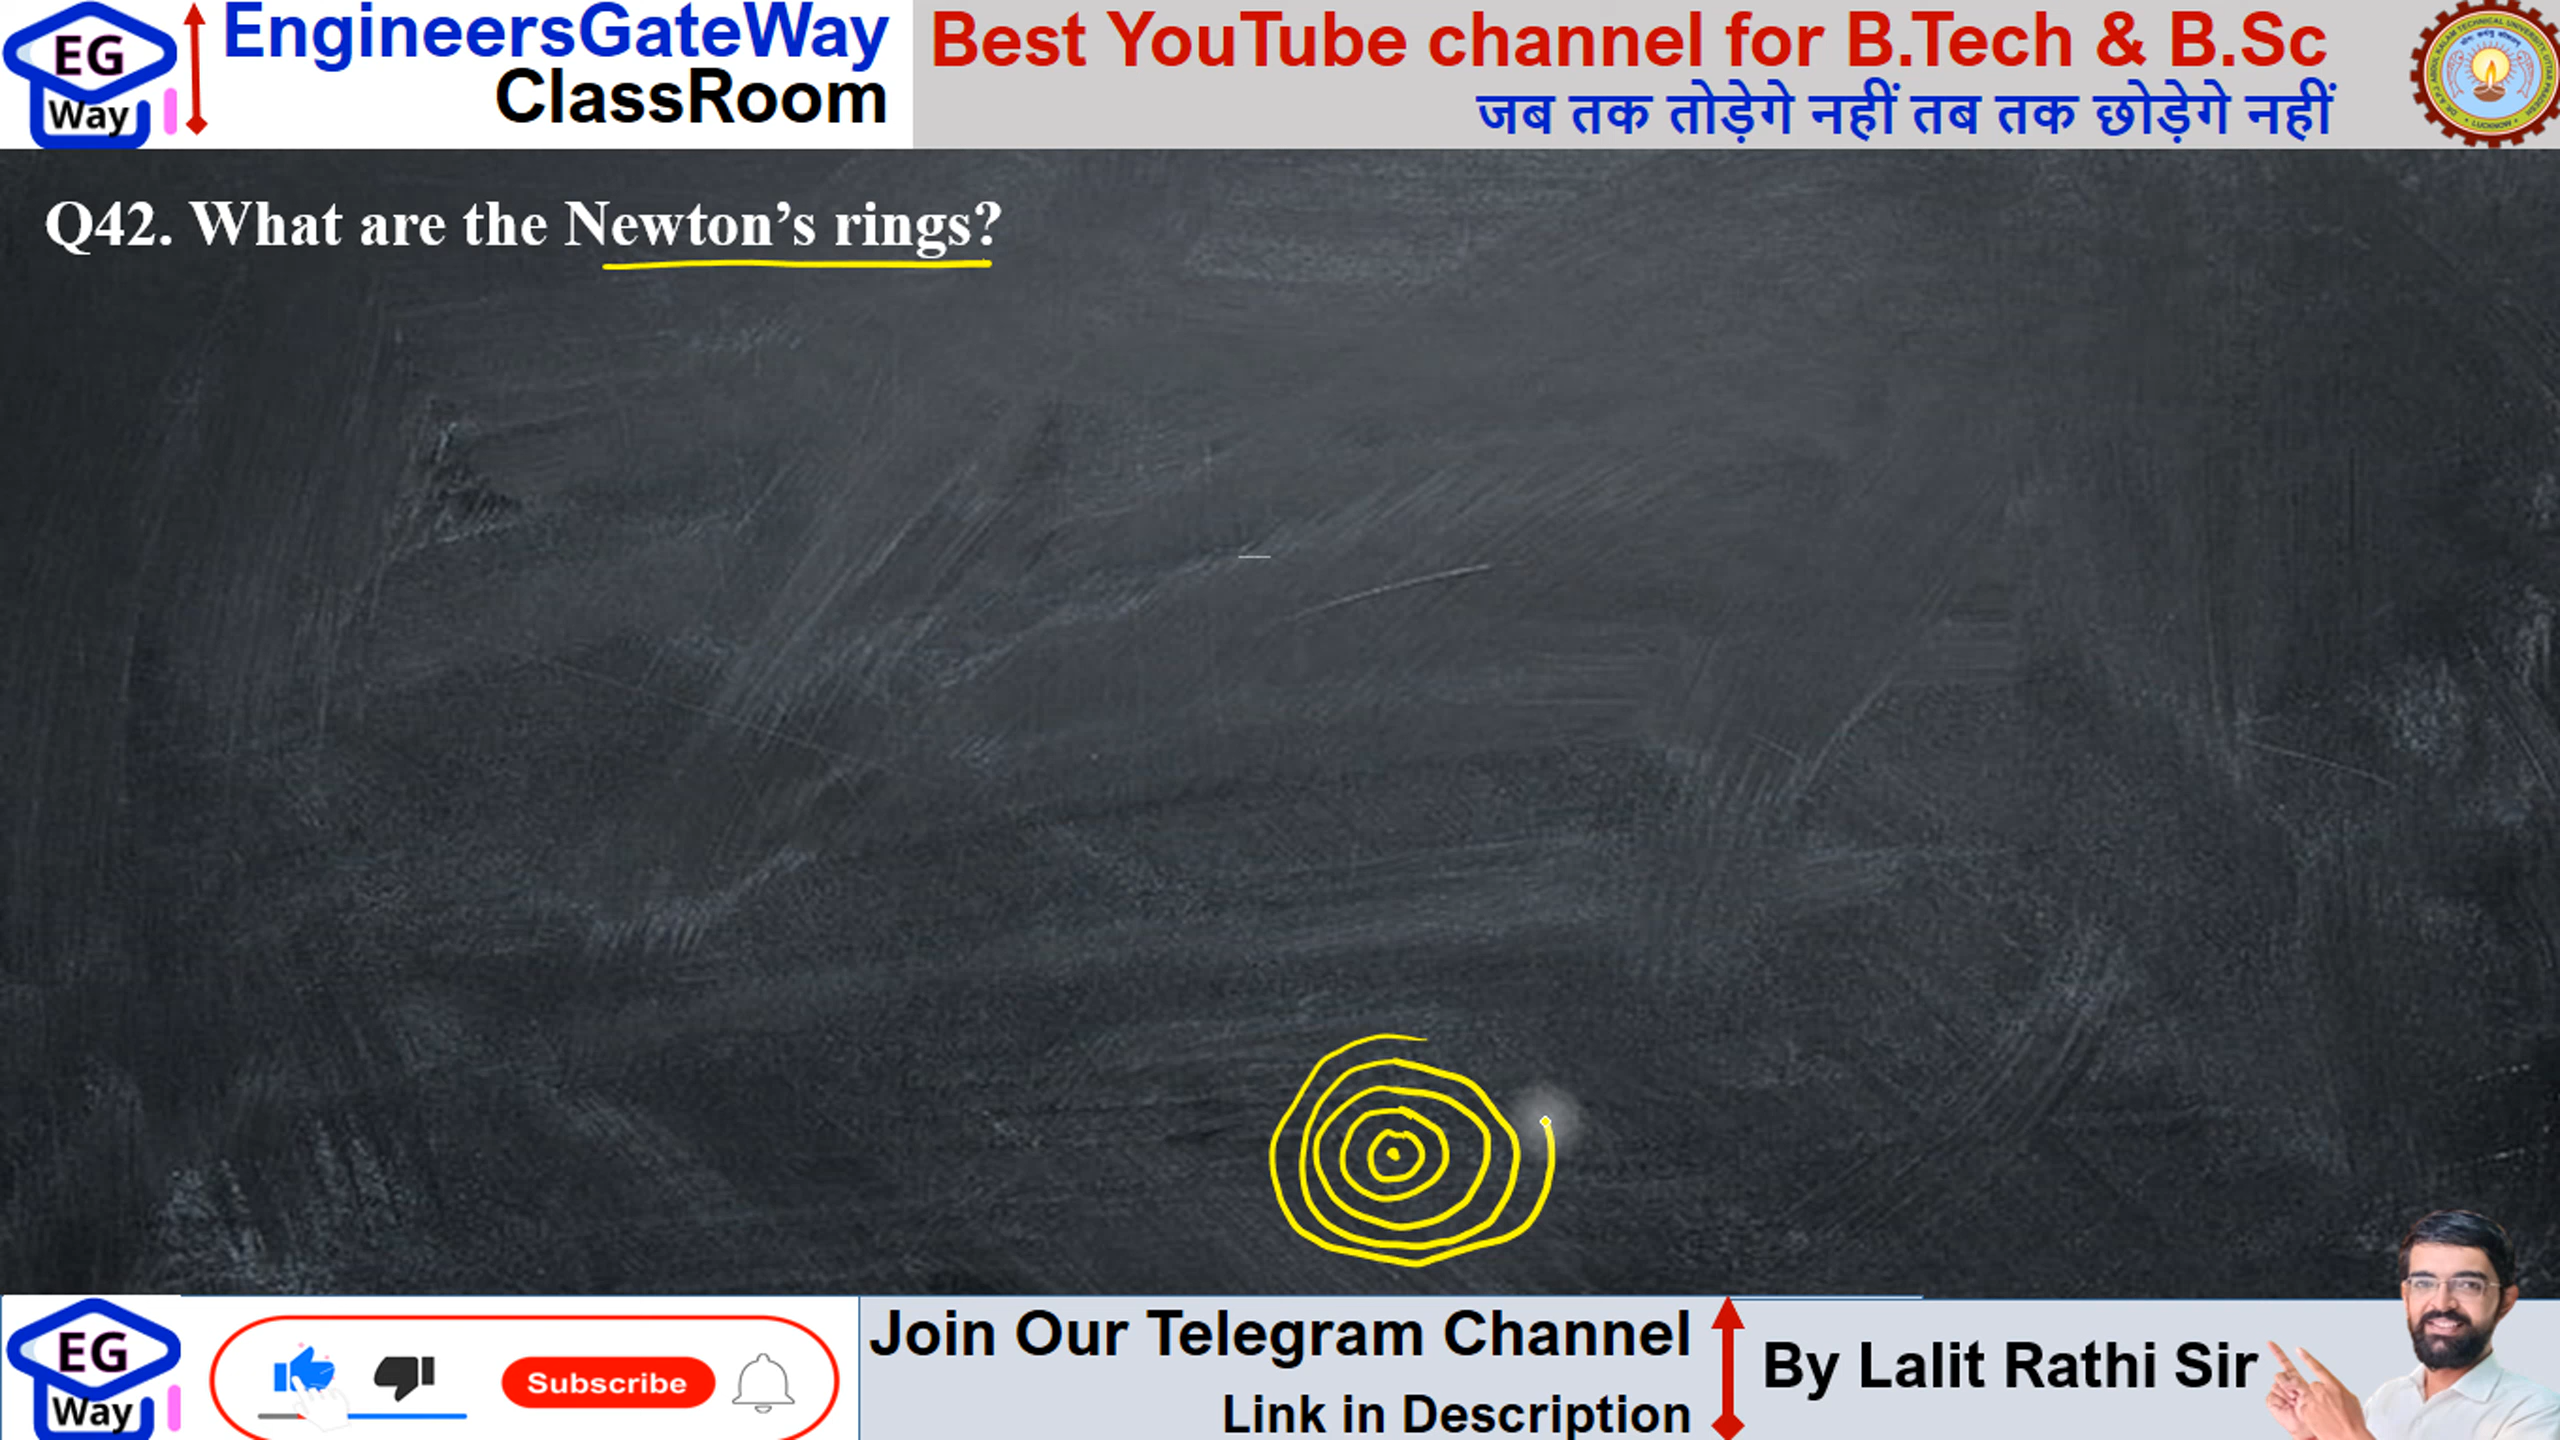 EG
Way
EngineersGateWay
ClassRoom
Best YouTube channel for B.Tech & B.Sc
जब तक तोड़ेगे नहीं तब तक छोड़ेगे नहीं
Q42. What are the Newton's rings?
EG
Way
Subscribe
Join Our Telegram Channel
Link in Description
By Lalit Rathi Sir